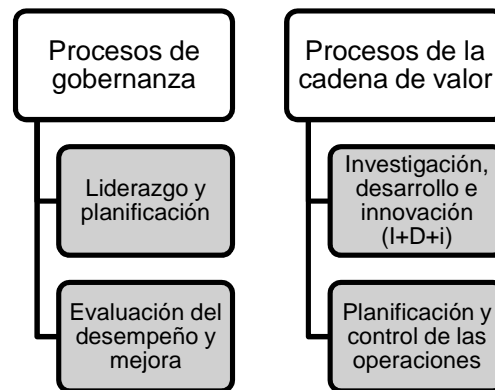 Procesos de
gobernanza
Liderazgo y
planificación
Evaluación del
desempeño y
mejora
Procesos de la
cadena de valor
Investigación,
desarrollo e
innovación
(I+D+i)
Planificación y
control de las
operaciones